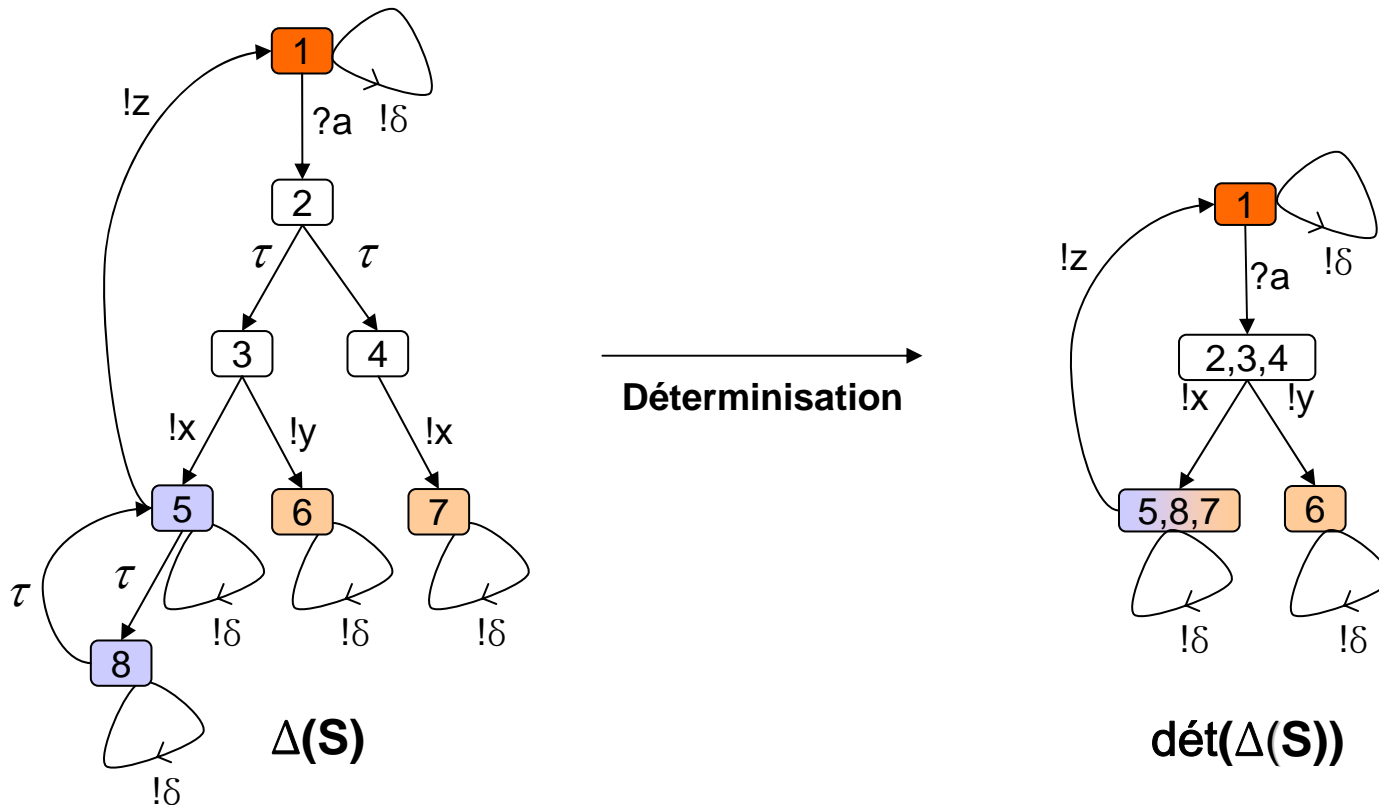 1
!z
!δ
?a
2
τ τ
3 4
!x !y !x
5 6 7
τ τ
!δ !δ !δ
8
!δ
Δ(S)
Déterminisation
1
!z
!δ
?a
2,3,4
!x !y
5,8,7 6
!δ !δ
dét(Δ(S))